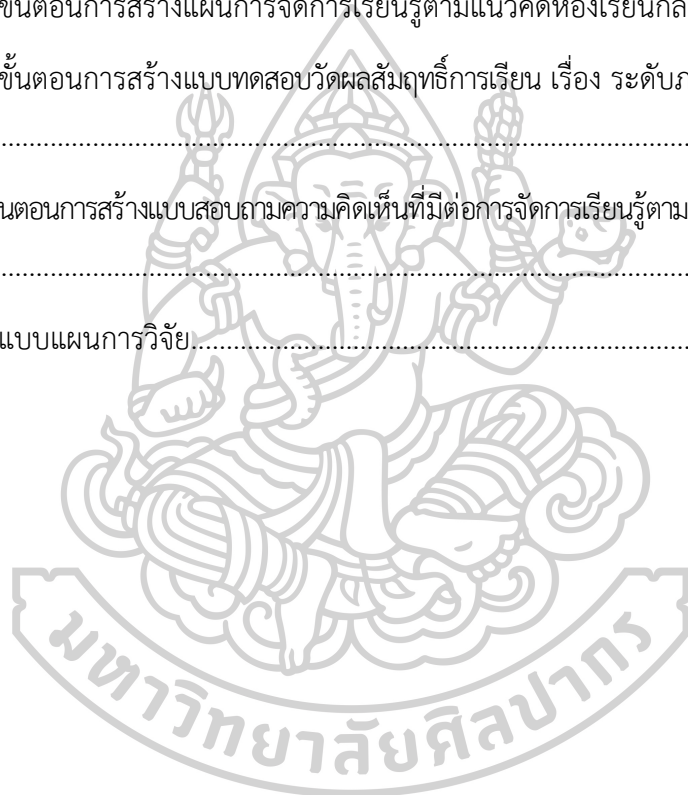 ขั้นตอนการสร้างแผนการจัดการเรียนรู้ตามแนวคิดห้องเรียนกล
ขั้นตอนการสร้างแบบทดสอบวัดผลสัมฤทธิ์การเรียน เรื่อง ระดับภ
..........................................................................................
นตอนการสร้างแบบสอบถามความคิดเห็นที่มีต่อการจัดการเรียนรู้ตาม
..........................................................................................
แบบแผนการวิจัย..................................................................
มหาวิทยาลัยศิลปากร